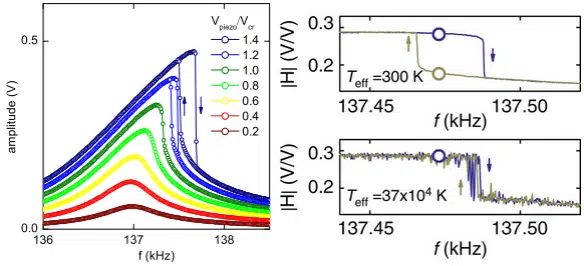 V_piezo/V_cr
1.4
1.2
1.0
0.8
0.6
0.4
0.2
0.5
0.0
amplitude (V)
136 137 138
f (kHz)
0.3
0.2
|H| (V/V)
T_eff =300 K
137.45 137.50
f (kHz)
0.3
0.2
|H| (V/V)
T_eff =37x10⁴ K
137.45 137.50
f (kHz)